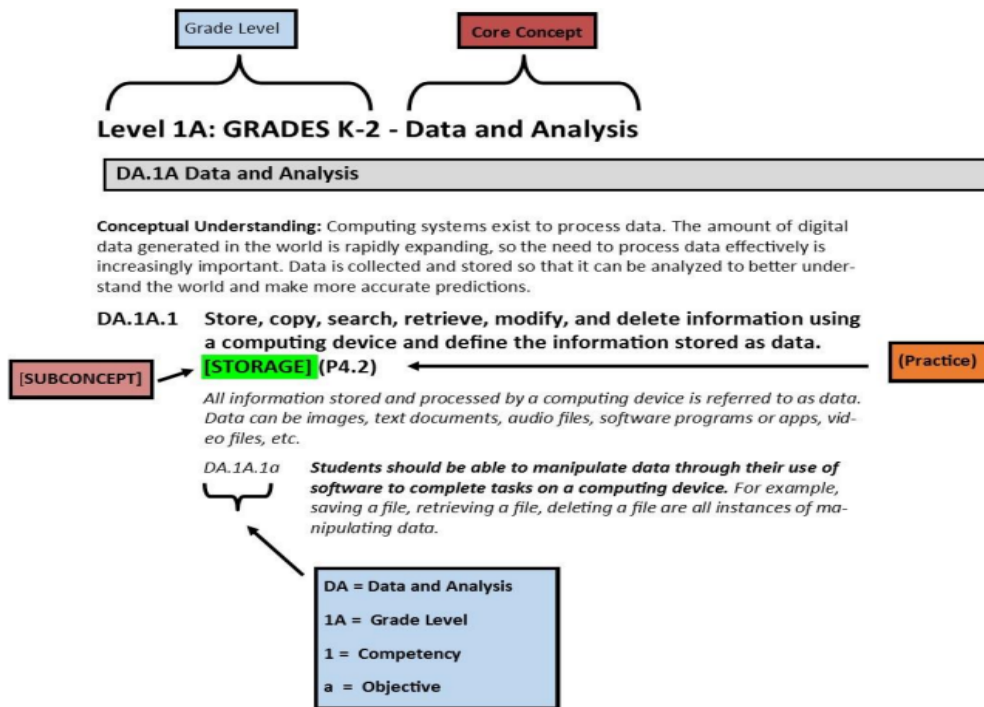 Grade Level
Core Concept
Level 1A: GRADES K-2 - Data and Analysis
DA.1A Data and Analysis
Conceptual Understanding: Computing systems exist to process data. The amount of digital
data generated in the world is rapidly expanding, so the need to process data effectively is
increasingly important. Data is collected and stored so that it can be analyzed to better under-
stand the world and make more accurate predictions.
DA.1A.1 Store, copy, search, retrieve, modify, and delete information using
a computing device and define the information stored as data.
[SUBCONCEPT]
[STORAGE] (P4.2)
(Practice)
All information stored and processed by a computing device is referred to as data.
Data can be images, text documents, audio files, software programs or apps, vid-
eo files, etc.
DA.1A.1a Students should be able to manipulate data through their use of
software to complete tasks on a computing device. For example,
saving a file, retrieving a file, deleting a file are all instances of ma-
nipulating data.
DA = Data and Analysis
1A = Grade Level
1 = Competency
a = Objective